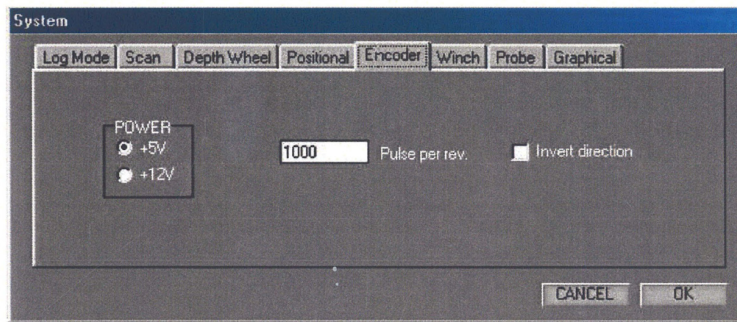 System
Log Mode Scan Depth Wheel Positional Encoder Winch Probe Graphical
POWER
+5V
+12V
1000 Pulse per rev. Invert direction
CANCEL OK